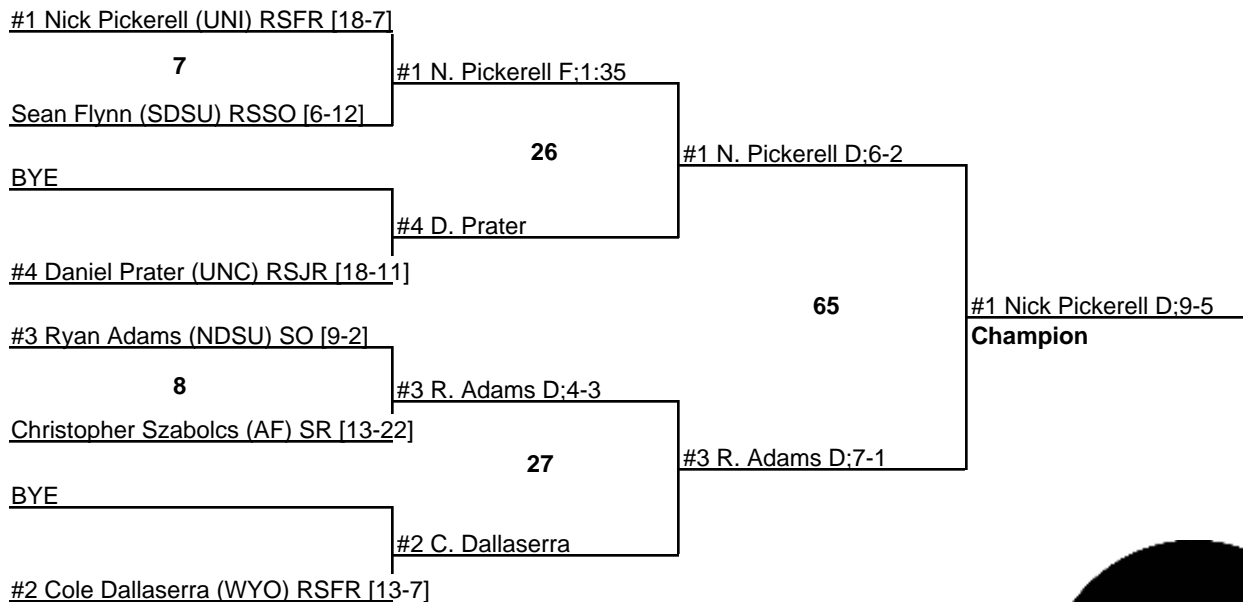 #1 Nick Pickerell (UNI) RSFR [18-7]
7
#1 N. Pickerell F;1:35
Sean Flynn (SDSU) RSSO [6-12]
26
#1 N. Pickerell D;6-2
BYE
#4 D. Prater
#4 Daniel Prater (UNC) RSJR [18-11]
65
#1 Nick Pickerell D;9-5
Champion
#3 Ryan Adams (NDSU) SO [9-2]
8
#3 R. Adams D;4-3
Christopher Szabolcs (AF) SR [13-22]
27
#3 R. Adams D;7-1
BYE
#2 C. Dallaserra
#2 Cole Dallaserra (WYO) RSFR [13-7]